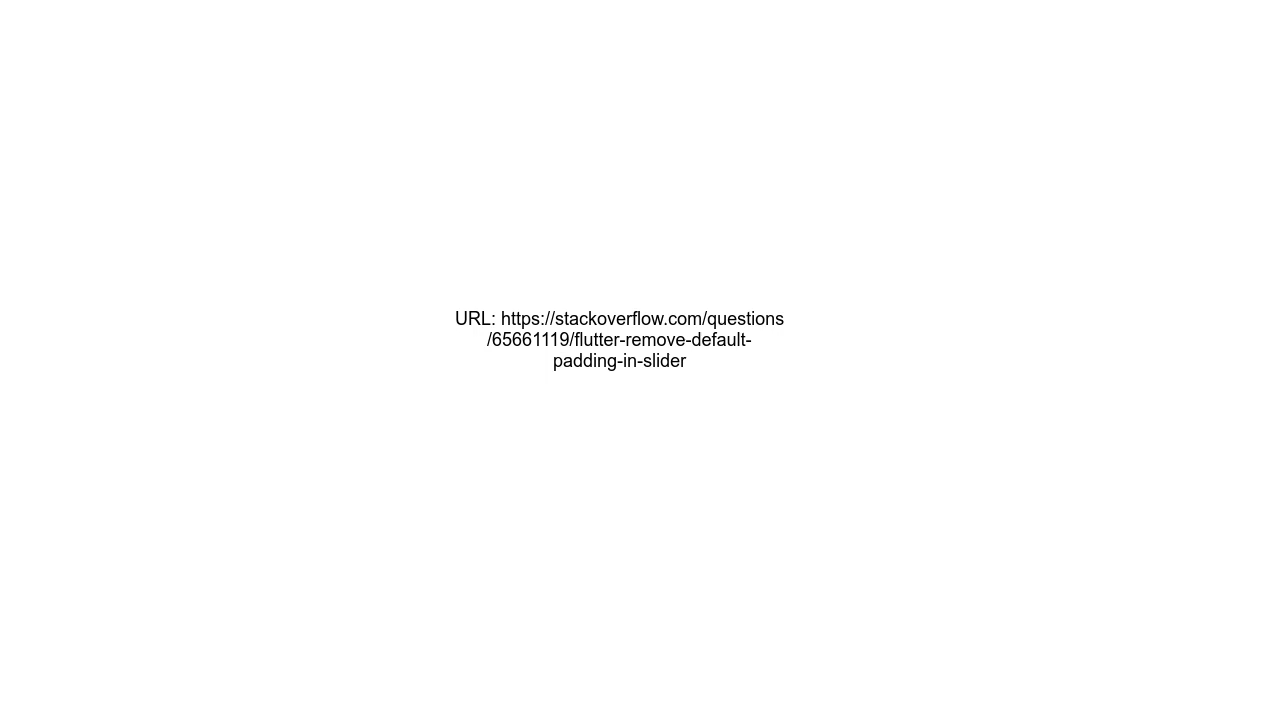 URL: https://stackoverflow.com/questions
/65661119/flutter-remove-default-
padding-in-slider